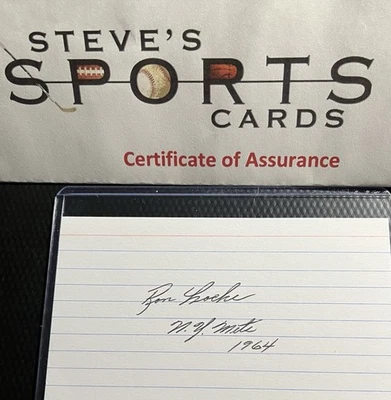 STEVE'S
SPORTS
CARDS
Certificate of Assurance
Ron Locke
N.Y. Mets
1964